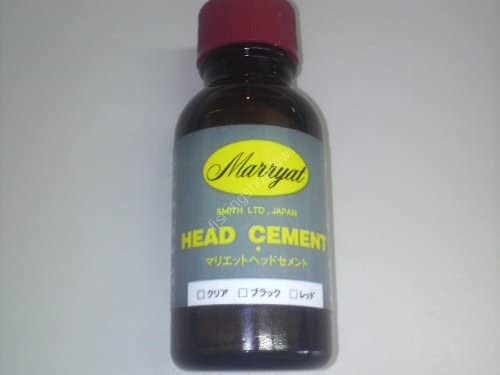 Marryat
SMITH LTD, JAPAN
HEAD CEMENT
マリエットヘッドセメント
□クリア □ブラック □レッド